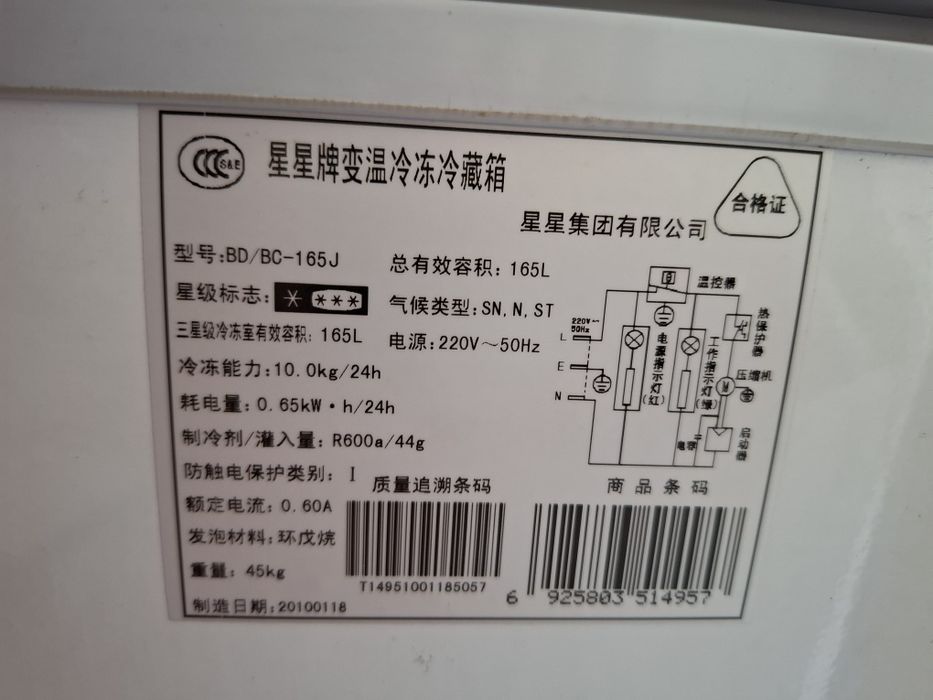 CCC S&E
星星牌变温冷冻冷藏箱
合格证
星星集团有限公司
型号:BD/BC-165J
总有效容积: 165L
星级标志: * ***
气候类型: SN, N, ST
三星级冷冻室有效容积: 165L
电源:220V～50Hz
冷冻能力:10.0kg/24h
耗电量: 0.65kW·h/24h
制冷剂/灌入量: R600a/44g
防触电保护类别: I
额定电流: 0.60A
发泡材料: 环戊烷
重量: 45kg
制造日期:20100118
温控器
220V～
50Hz
L
E
N
电源指示灯(红)
工作指示灯(绿)
热保护器
压缩机
M
电容
启动器
质量追溯条码
T14951001185057
商品条码
6 925803 514957